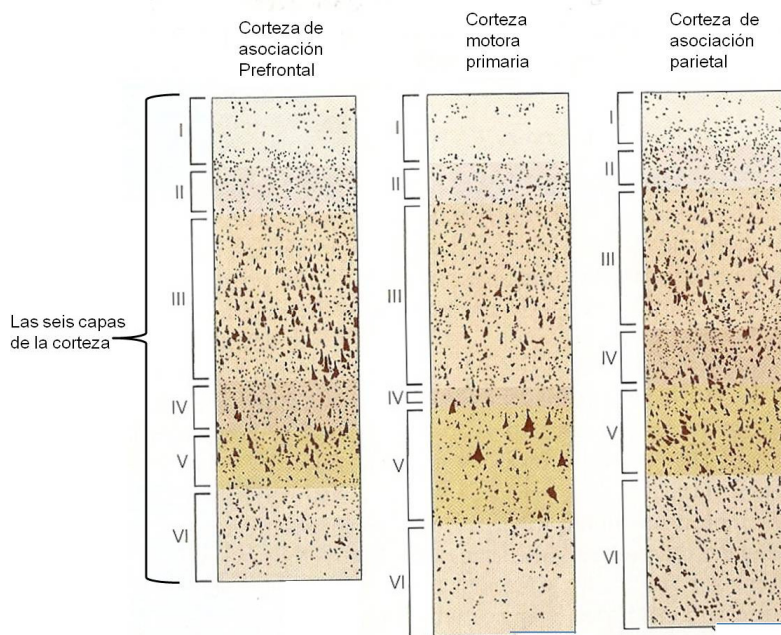 Corteza de
asociación
Prefrontal
Corteza
motora
primaria
Corteza de
asociación
parietal
Las seis capas
de la corteza
I
II
III
IV
V
VI
I
II
III
IV
V
VI
I
II
III
IV
V
VI